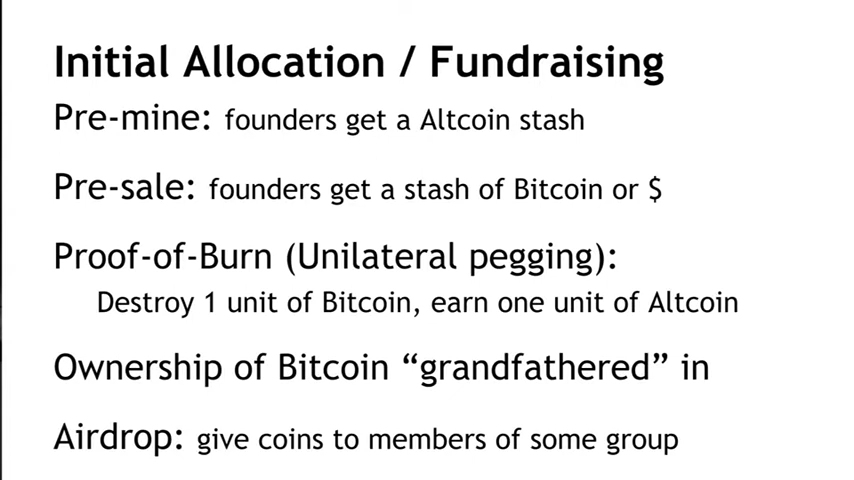 Initial Allocation / Fundraising
Pre-mine: founders get a Altcoin stash
Pre-sale: founders get a stash of Bitcoin or $
Proof-of-Burn (Unilateral pegging):
Destroy 1 unit of Bitcoin, earn one unit of Altcoin
Ownership of Bitcoin “grandfathered” in
Airdrop: give coins to members of some group